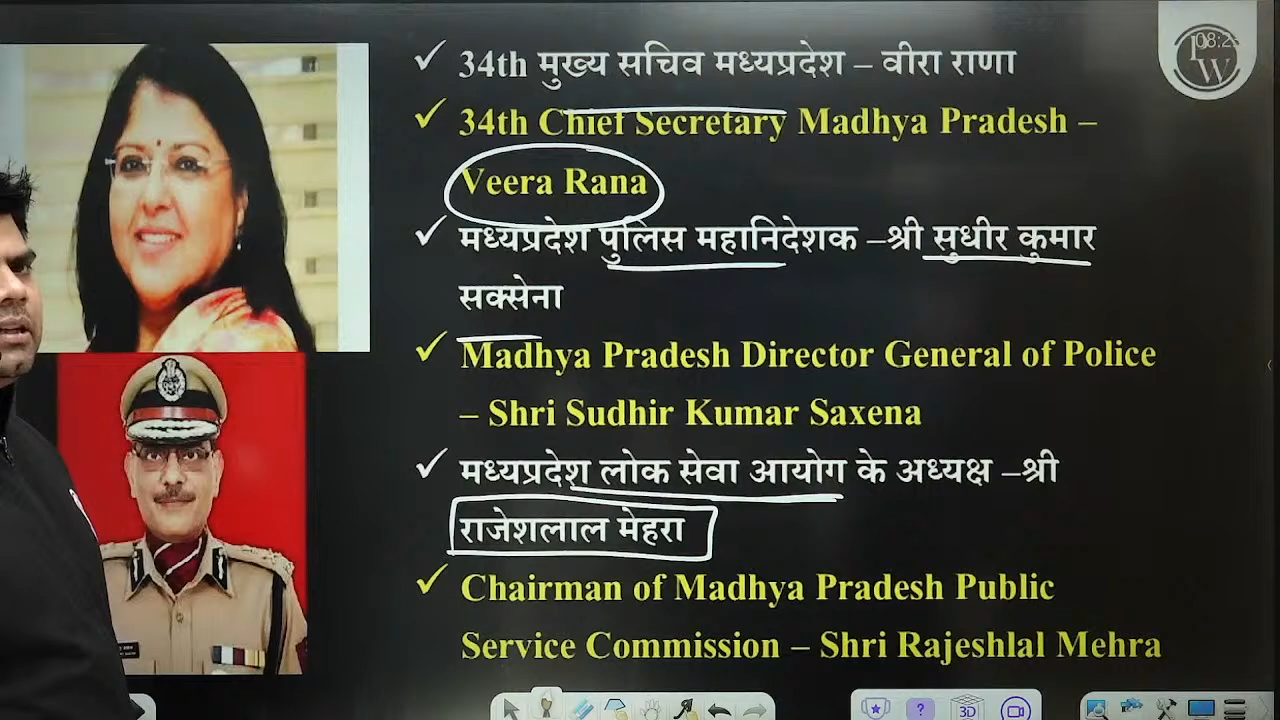 34th मुख्य सचिव मध्यप्रदेश – वीरा राणा
34th Chief Secretary Madhya Pradesh –
Veera Rana
मध्यप्रदेश पुलिस महानिदेशक –श्री सुधीर कुमार
सक्सेना
Madhya Pradesh Director General of Police
– Shri Sudhir Kumar Saxena
मध्यप्रदेश लोक सेवा आयोग के अध्यक्ष –श्री
राजेशलाल मेहरा
Chairman of Madhya Pradesh Public
Service Commission – Shri Rajeshlal Mehra
3D